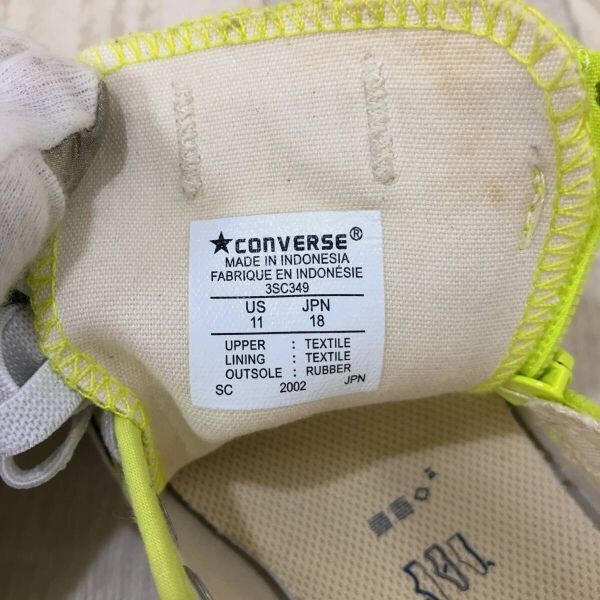 ★CONVERSE®
MADE IN INDONESIA
FABRIQUE EN INDONÉSIE
3SC349
US JPN
11 18
UPPER : TEXTILE
LINING : TEXTILE
OUTSOLE : RUBBER
SC 2002 JPN